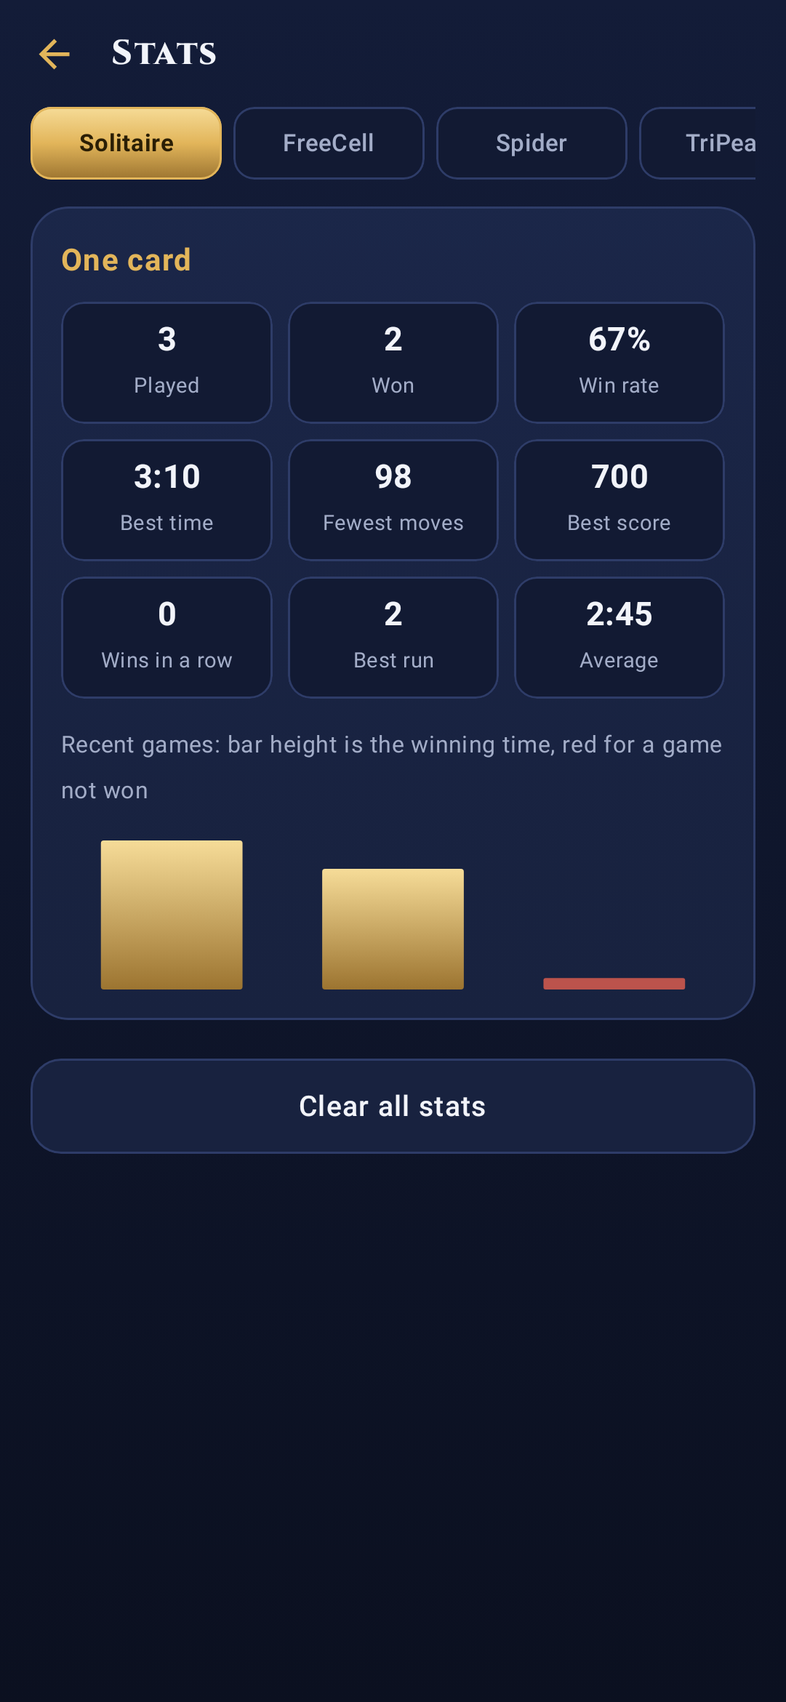 Stats
Solitaire
FreeCell
Spider
TriPea
One card
3
Played
2
Won
67%
Win rate
3:10
Best time
98
Fewest moves
700
Best score
0
Wins in a row
2
Best run
2:45
Average
Recent games: bar height is the winning time, red for a game
not won
Clear all stats